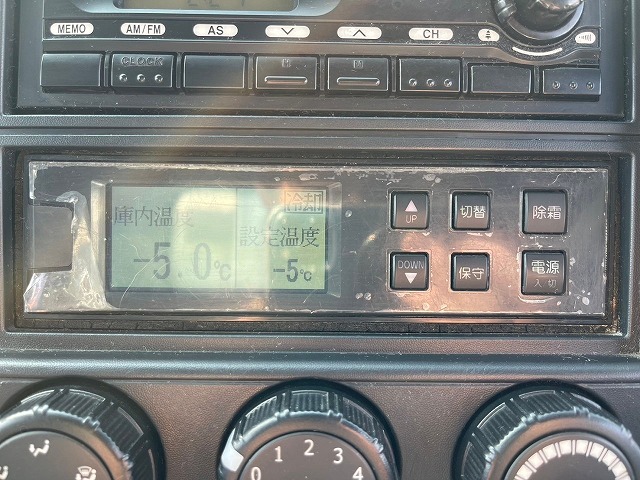 MEMO AM/FM AS CH
CLOCK
冷却
庫内温度
設定温度
-5.0℃
-5℃
UP 切替 除霜
DOWN 保守 電源
入 切
0 1 2 3 4